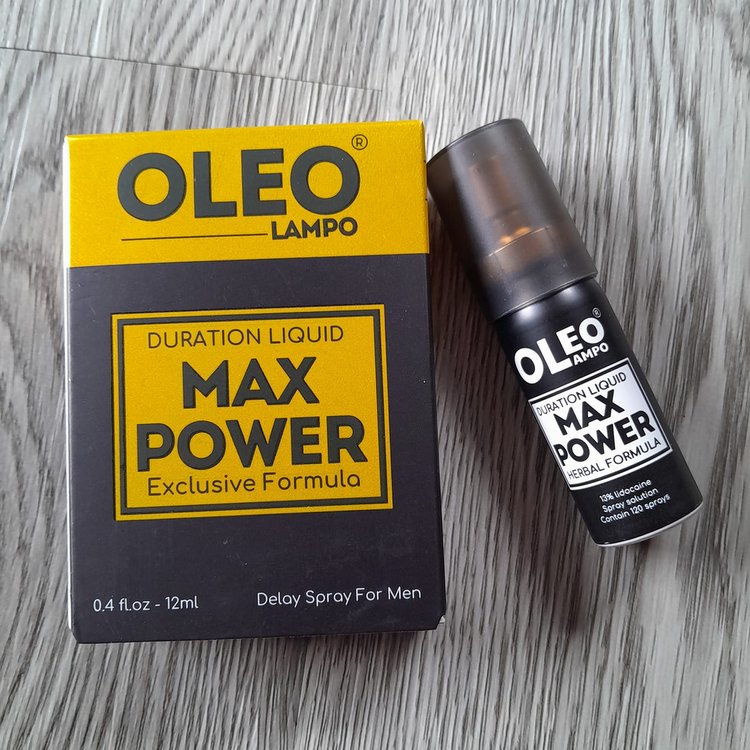 OLEO®
LAMPO
DURATION LIQUID
MAX
POWER
Exclusive Formula
0.4 fl.oz - 12ml
Delay Spray For Men
OLEO®
LAMPO
DURATION LIQUID
MAX
POWER
HERBAL FORMULA
13% lidocaine
Spray solution
Contain 120 sprays